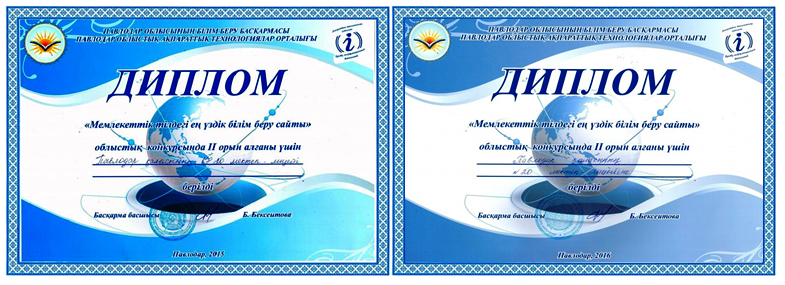 ПАВЛОДАР ОБЛЫСЫНЫҢ БІЛІМ БЕРУ БАСҚАРМАСЫ
ПАВЛОДАР ОБЛЫСТЫҚ АҚПАРАТТЫҚ ТЕХНОЛОГИЯЛАР ОРТАЛЫҒЫ
ДИПЛОМ
«Мемлекеттік тілдегі ең үздік білім беру сайты»
облыстық конкурсында II орын алғаны үшін
Павлодар қаласының №20 мектеп - лицейі
берілді
Басқарма басшысы Б. Бексеитова
Павлодар, 2015
ПАВЛОДАР ОБЛЫСЫНЫҢ БІЛІМ БЕРУ БАСҚАРМАСЫ
ПАВЛОДАР ОБЛЫСТЫҚ АҚПАРАТТЫҚ ТЕХНОЛОГИЯЛАР ОРТАЛЫҒЫ
ДИПЛОМ
«Мемлекеттік тілдегі ең үздік білім беру сайты»
облыстық конкурсында II орын алғаны үшін
Павлодар қаласының
№20 мектеп
берілді
Басқарма басшысы Б. Бексеитова
Павлодар, 2016